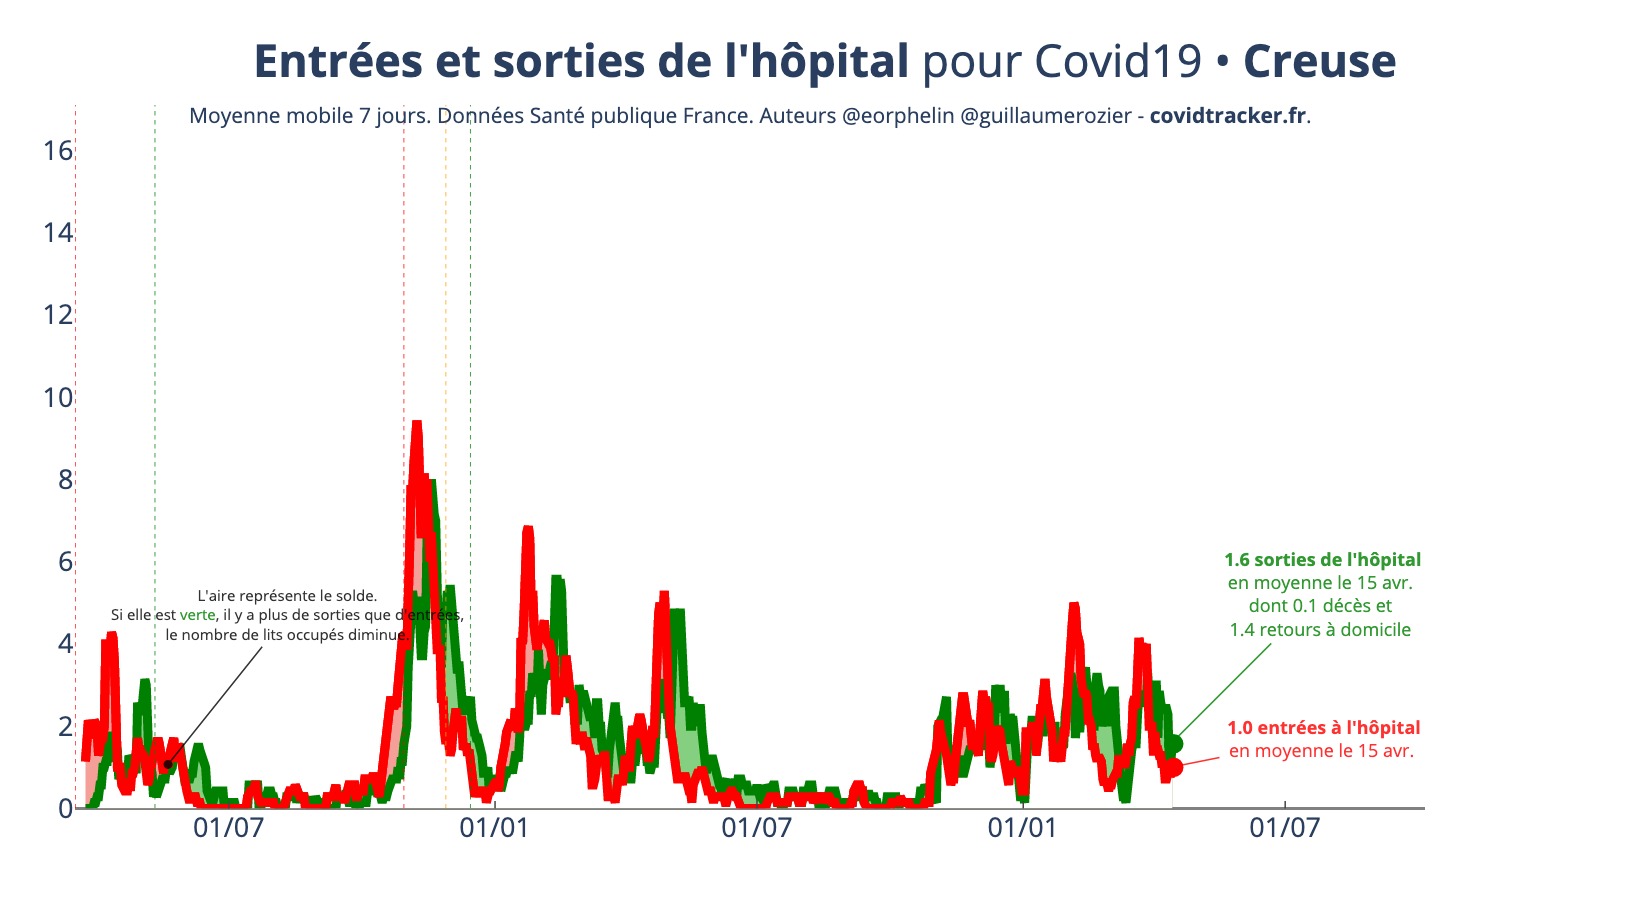 Entrées et sorties de l'hôpital pour Covid19 • Creuse
Moyenne mobile 7 jours. Données Santé publique France. Auteurs @eorphelin @guillaumerozier - covidtracker.fr.
16
14
12
10
8
6
4
2
0
L'aire représente le solde.
Si elle est verte, il y a plus de sorties que d'entrées,
le nombre de lits occupés diminue.
1.6 sorties de l'hôpital
en moyenne le 15 avr.
dont 0.1 décès et
1.4 retours à domicile
1.0 entrées à l'hôpital
en moyenne le 15 avr.
01/07
01/01
01/07
01/01
01/07